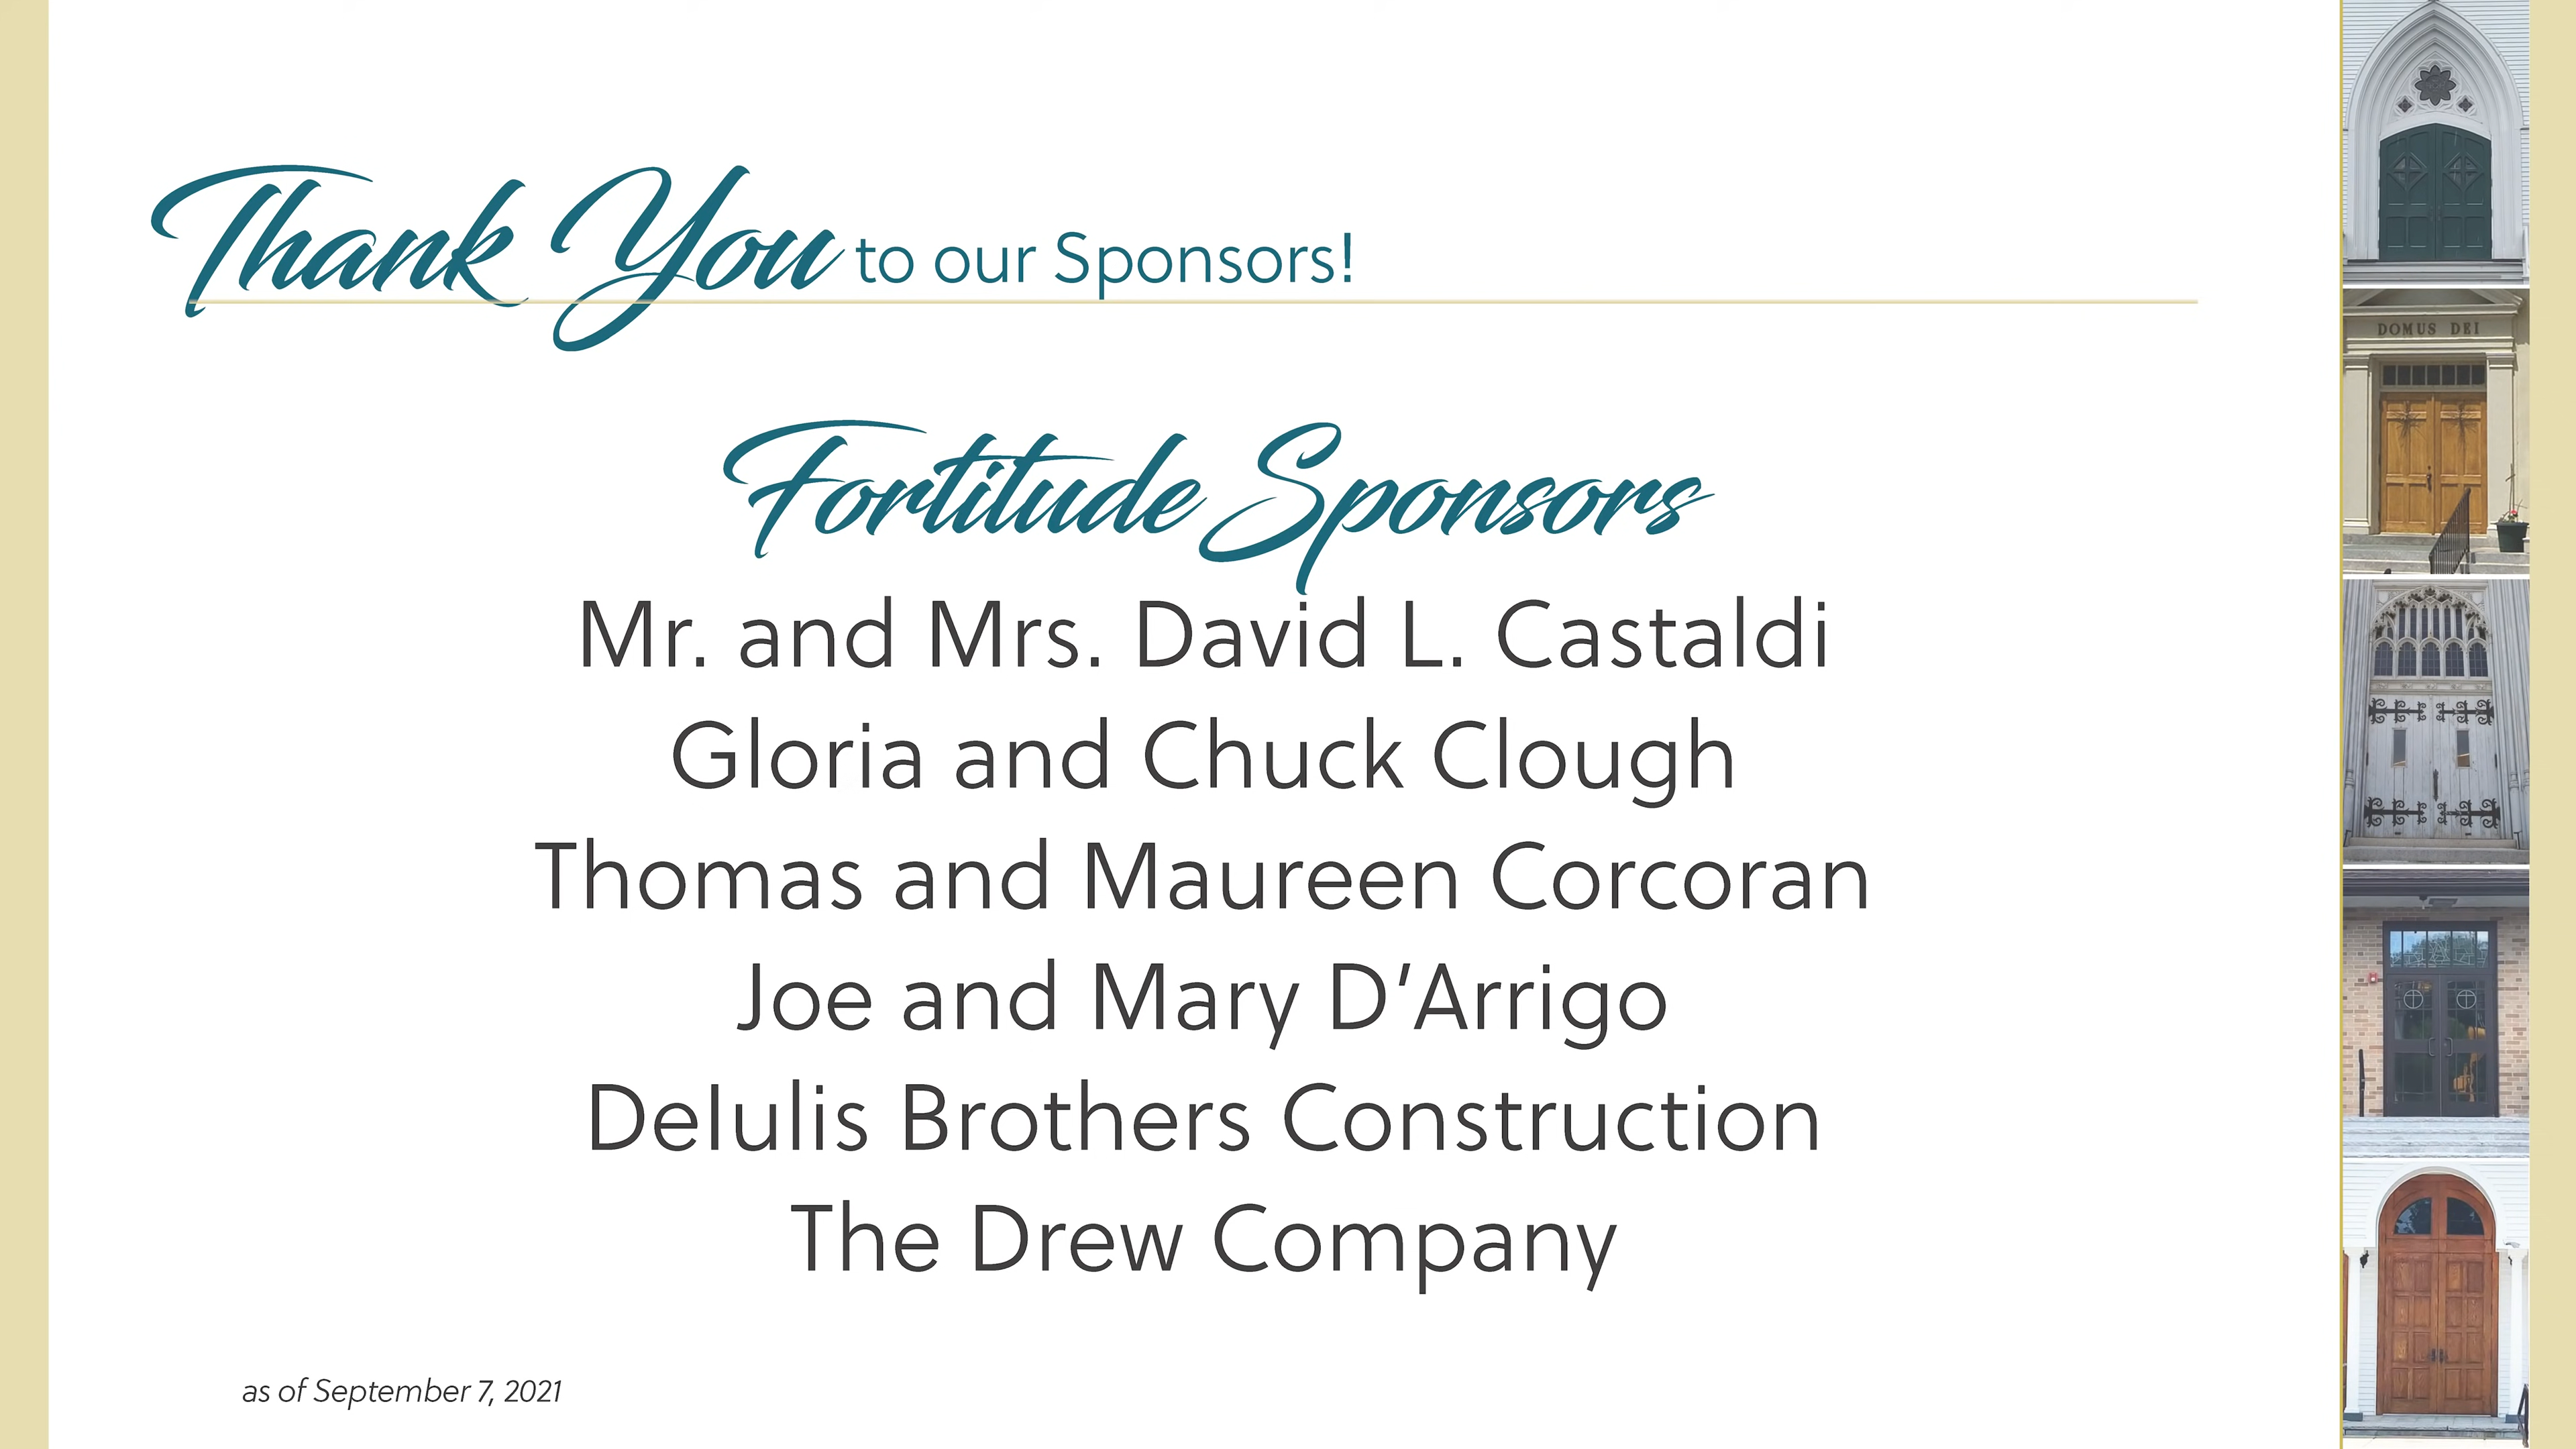 Thank You to our Sponsors!
Fortitude Sponsors
Mr. and Mrs. David L. Castaldi
Gloria and Chuck Clough
Thomas and Maureen Corcoran
Joe and Mary D’Arrigo
DeIulis Brothers Construction
The Drew Company
as of September 7, 2021
DOMUS DEI